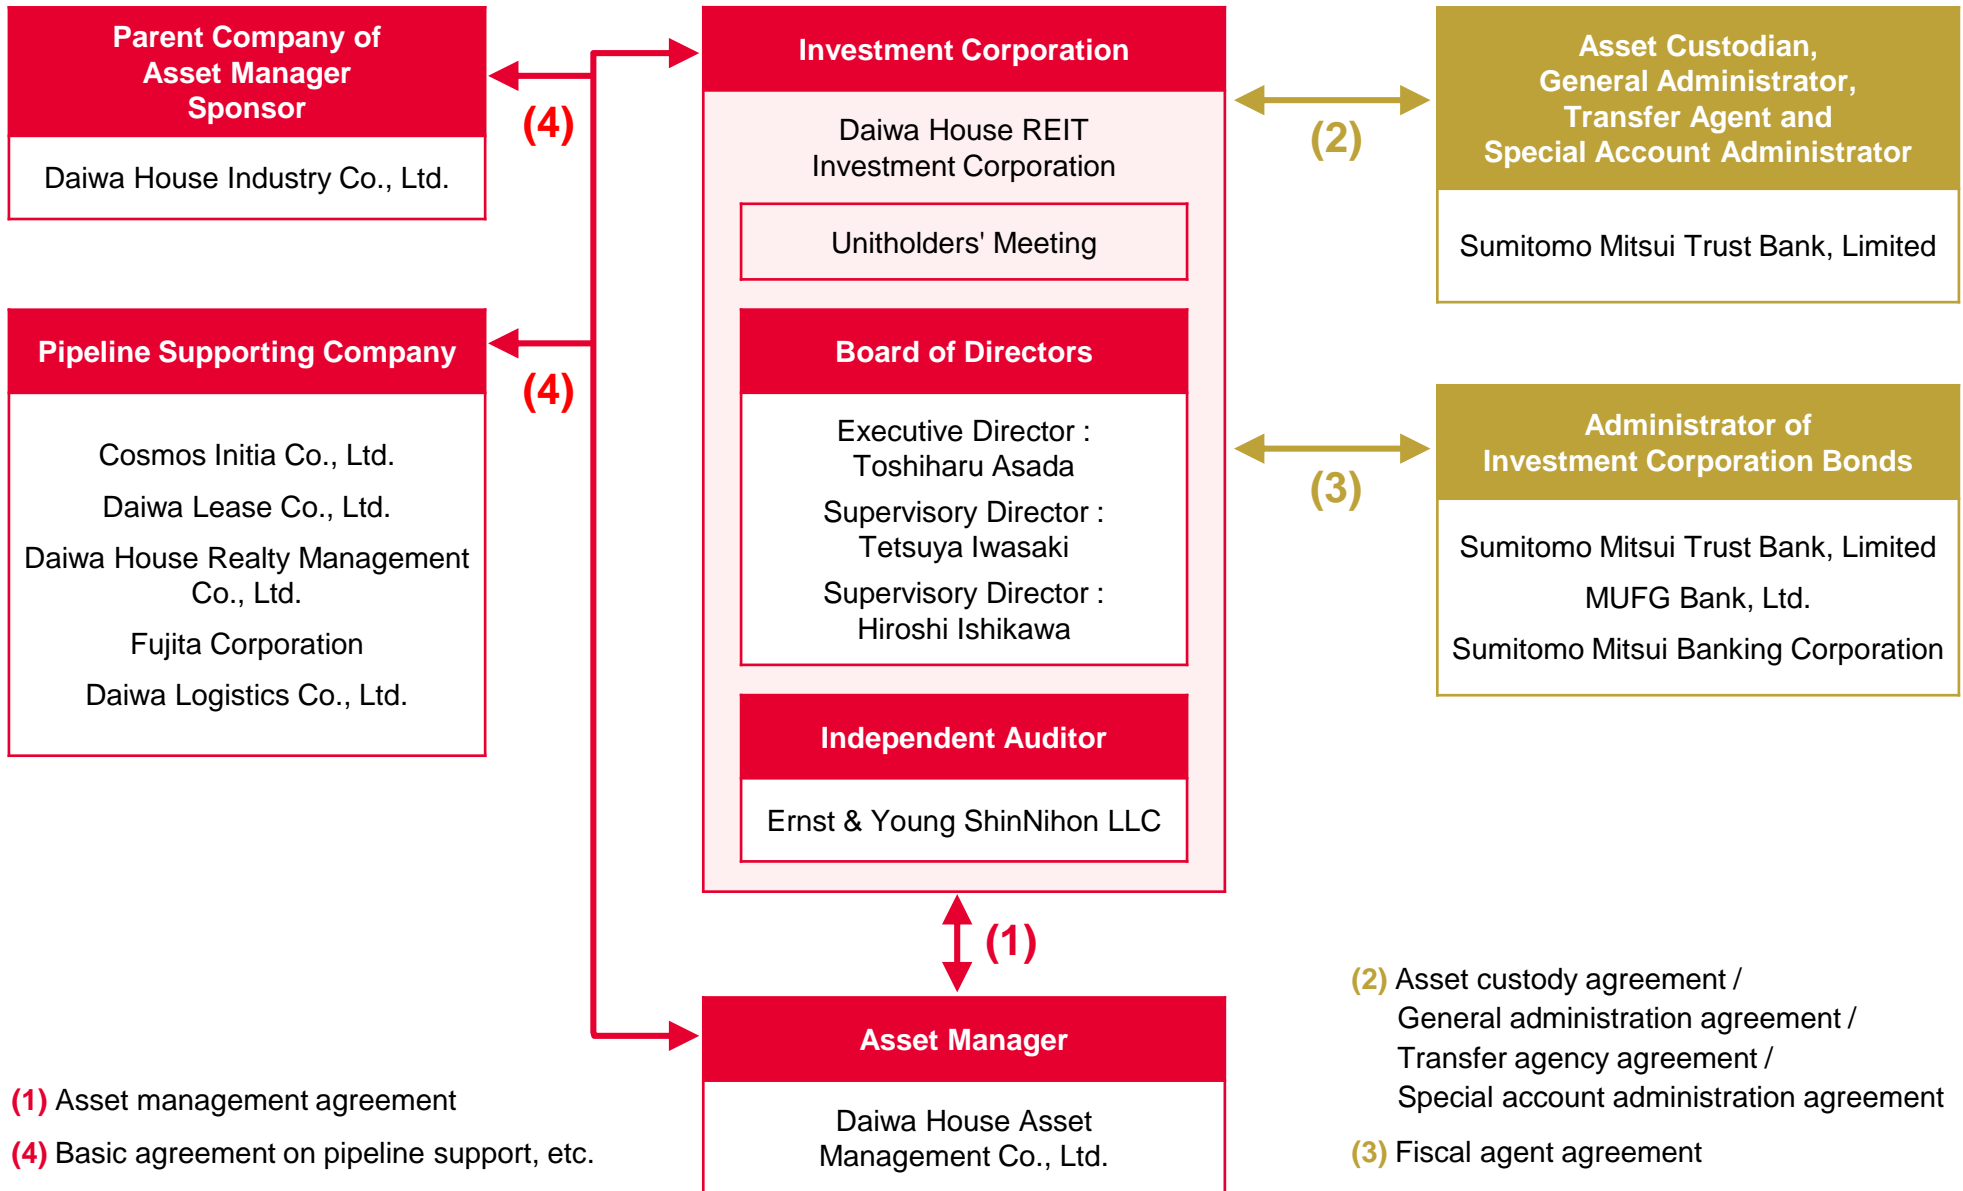 Parent Company of
Asset Manager
Sponsor
Daiwa House Industry Co., Ltd.
(4)
Pipeline Supporting Company
(4)
Cosmos Initia Co., Ltd.
Daiwa Lease Co., Ltd.
Daiwa House Realty Management
Co., Ltd.
Fujita Corporation
Daiwa Logistics Co., Ltd.
Investment Corporation
Daiwa House REIT
Investment Corporation
Unitholders' Meeting
Board of Directors
Executive Director :
Toshiharu Asada
Supervisory Director :
Tetsuya Iwasaki
Supervisory Director :
Hiroshi Ishikawa
Independent Auditor
Ernst & Young ShinNihon LLC
(1)
Asset Manager
Daiwa House Asset
Management Co., Ltd.
(2)
Asset Custodian,
General Administrator,
Transfer Agent and
Special Account Administrator
Sumitomo Mitsui Trust Bank, Limited
(3)
Administrator of
Investment Corporation Bonds
Sumitomo Mitsui Trust Bank, Limited
MUFG Bank, Ltd.
Sumitomo Mitsui Banking Corporation
(1) Asset management agreement
(4) Basic agreement on pipeline support, etc.
(2) Asset custody agreement /
General administration agreement /
Transfer agency agreement /
Special account administration agreement
(3) Fiscal agent agreement